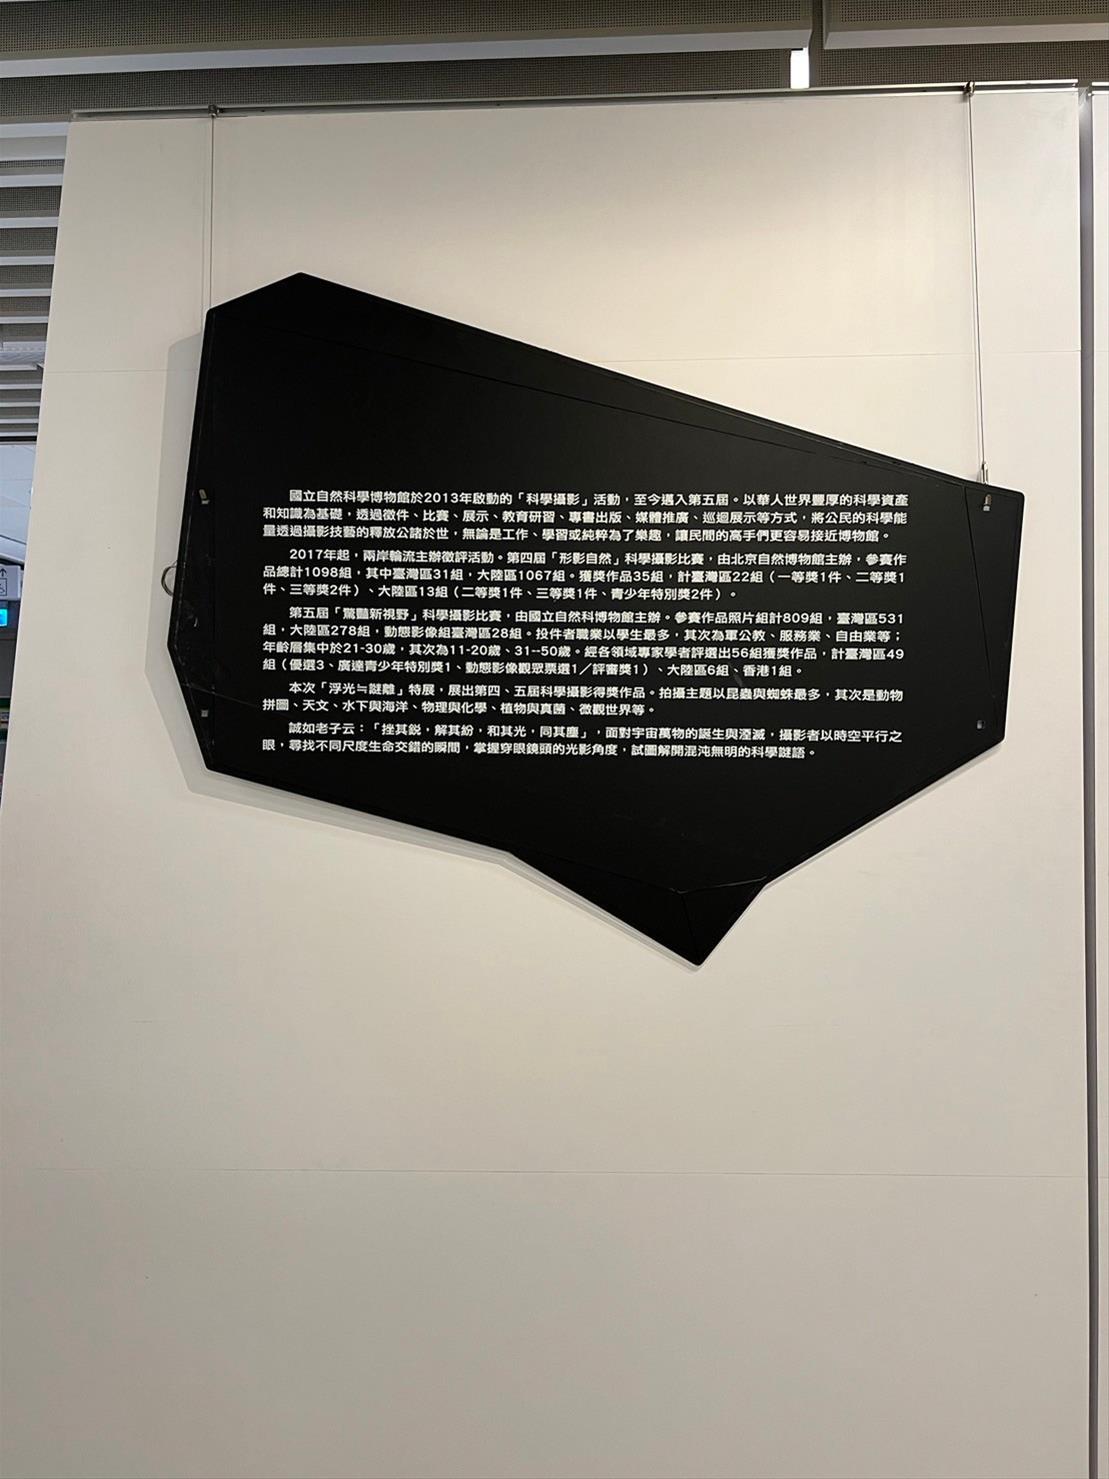 國立自然科學博物館於2013年啟動的「科學攝影」活動，至今邁入第五屆。以華人世界豐厚的科學資產
和知識為基礎，透過徵件、比賽、展示、教育研習、專書出版、媒體推廣、巡迴展示等方式，將公民的科學能
量透過攝影技藝的釋放公諸於世，無論是工作、學習或純粹為了樂趣，讓民間的高手們更容易接近博物館。
2017年起，兩岸輪流主辦徵評活動。第四屆「形影自然」科學攝影比賽，由北京自然博物館主辦，參賽作
品總計1098組，其中臺灣區31組，大陸區1067組。獲獎作品35組，計臺灣區22組（一等獎1件、二等獎1
件、三等獎2件）、大陸區13組（二等獎1件、三等獎1件、青少年特別獎2件）。
第五屆「驚豔新視野」科學攝影比賽，由國立自然科博物館主辦。參賽作品照片組計809組，臺灣區531
組，大陸區278組，動態影像組臺灣區28組。投件者職業以學生最多，其次為軍公教、服務業、自由業等；
年齡層集中於21-30歲，其次為11-20歲、31--50歲。經各領域專家學者評選出56組獲獎作品，計臺灣區49
組（優選3、廣達青少年特別獎1、動態影像觀眾票選1／評審獎1）、大陸區6組、香港1組。
本次「浮光≒謎離」特展，展出第四、五屆科學攝影得獎作品。拍攝主題以昆蟲與蜘蛛最多，其次是動物
拼圖、天文、水下與海洋、物理與化學、植物與真菌、微觀世界等。
誠如老子云：「挫其銳，解其紛，和其光，同其塵」，面對宇宙萬物的誕生與湮滅，攝影者以時空平行之
眼，尋找不同尺度生命交錯的瞬間，掌握穿眼鏡頭的光影角度，試圖解開混沌無明的科學謎語。